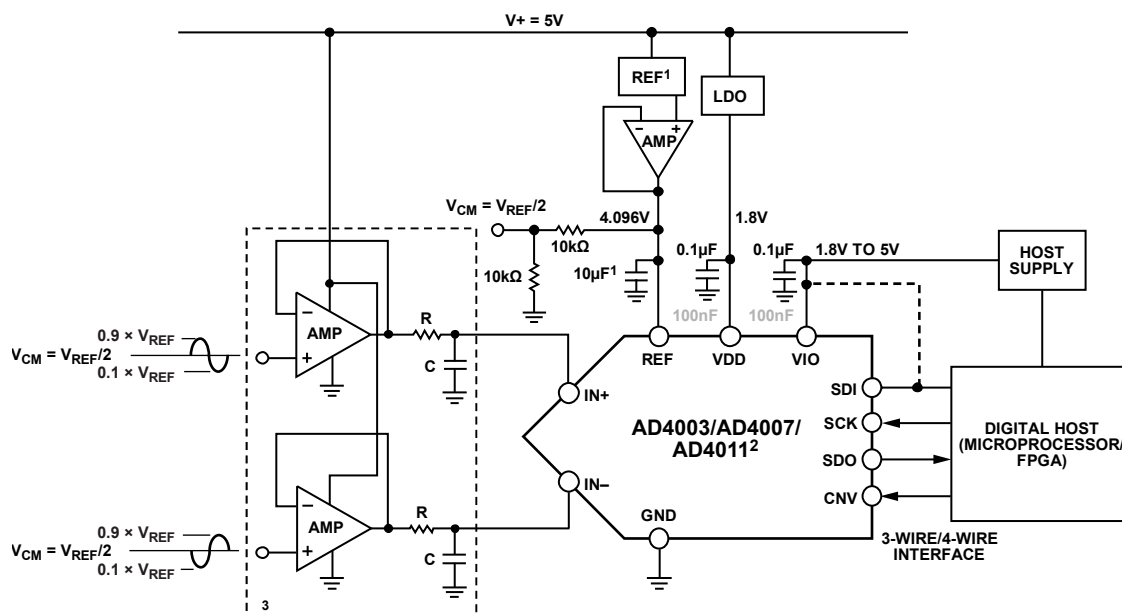 V+ = 5V
REF1
LDO
AMP
VCM = VREF/2
4.096V
1.8V
10kΩ
10kΩ
10µF1
0.1µF
0.1µF
1.8V TO 5V
HOST
SUPPLY
100nF
100nF
REF
VDD
VIO
0.9 × VREF
VCM = VREF/2
0.1 × VREF
AMP
R
C
IN+
AD4003/AD4007/
AD40112
SDI
SCK
SDO
CNV
DIGITAL HOST
(MICROPROCESSOR/
FPGA)
IN–
GND
3-WIRE/4-WIRE
INTERFACE
0.9 × VREF
VCM = VREF/2
0.1 × VREF
AMP
R
C
3